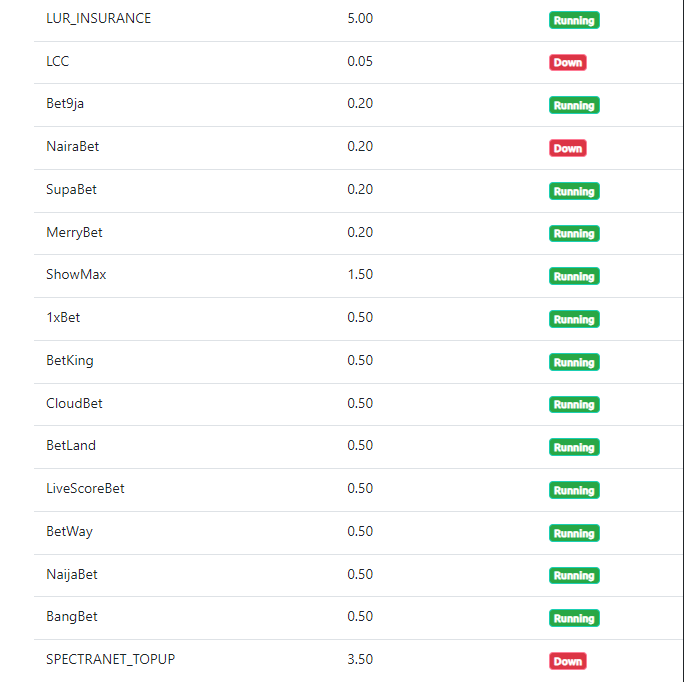 LUR_INSURANCE 5.00 Running
LCC 0.05 Down
Bet9ja 0.20 Running
NairaBet 0.20 Down
SupaBet 0.20 Running
MerryBet 0.20 Running
ShowMax 1.50 Running
1xBet 0.50 Running
BetKing 0.50 Running
CloudBet 0.50 Running
BetLand 0.50 Running
LiveScoreBet 0.50 Running
BetWay 0.50 Running
NaijaBet 0.50 Running
BangBet 0.50 Running
SPECTRANET_TOPUP 3.50 Down